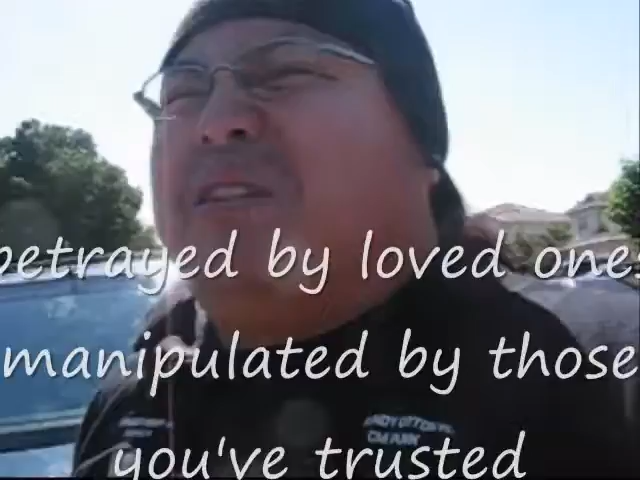 betrayed by loved ones
manipulated by those
you've trusted